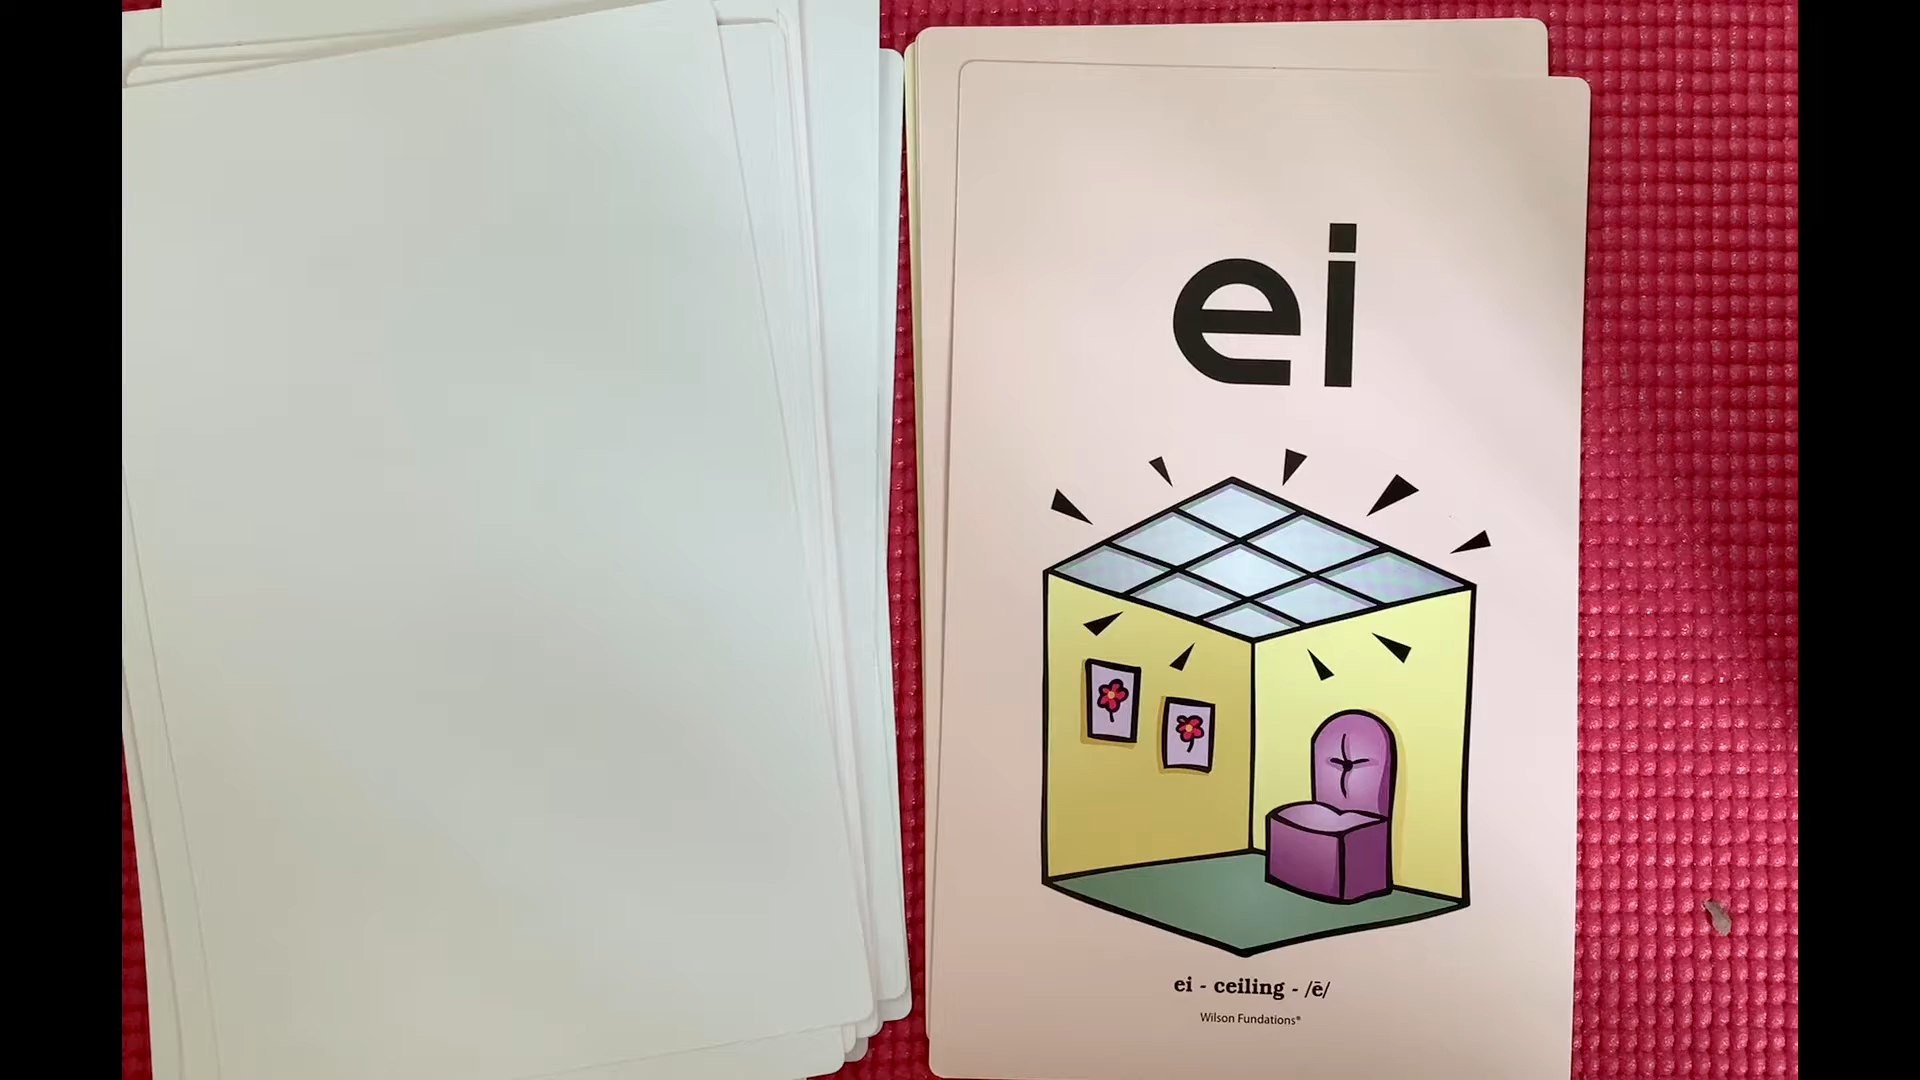 ei
ei - ceiling - /ē/
Wilson Fundations®